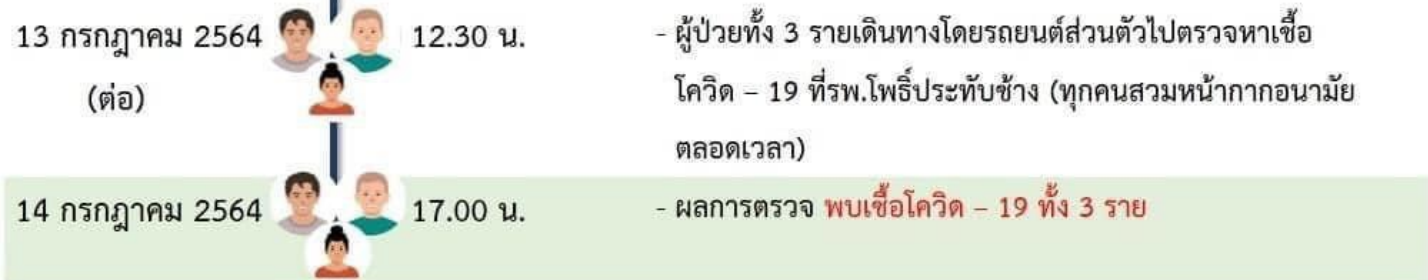 13 กรกฎาคม 2564 12.30 น. - ผู้ป่วยทั้ง 3 รายเดินทางโดยรถยนต์ส่วนตัวไปตรวจหาเชื้อ
(ต่อ) โควิด – 19 ที่รพ.โพธิ์ประทับช้าง (ทุกคนสวมหน้ากากอนามัย
ตลอดเวลา)
14 กรกฎาคม 2564 17.00 น. - ผลการตรวจ พบเชื้อโควิด – 19 ทั้ง 3 ราย